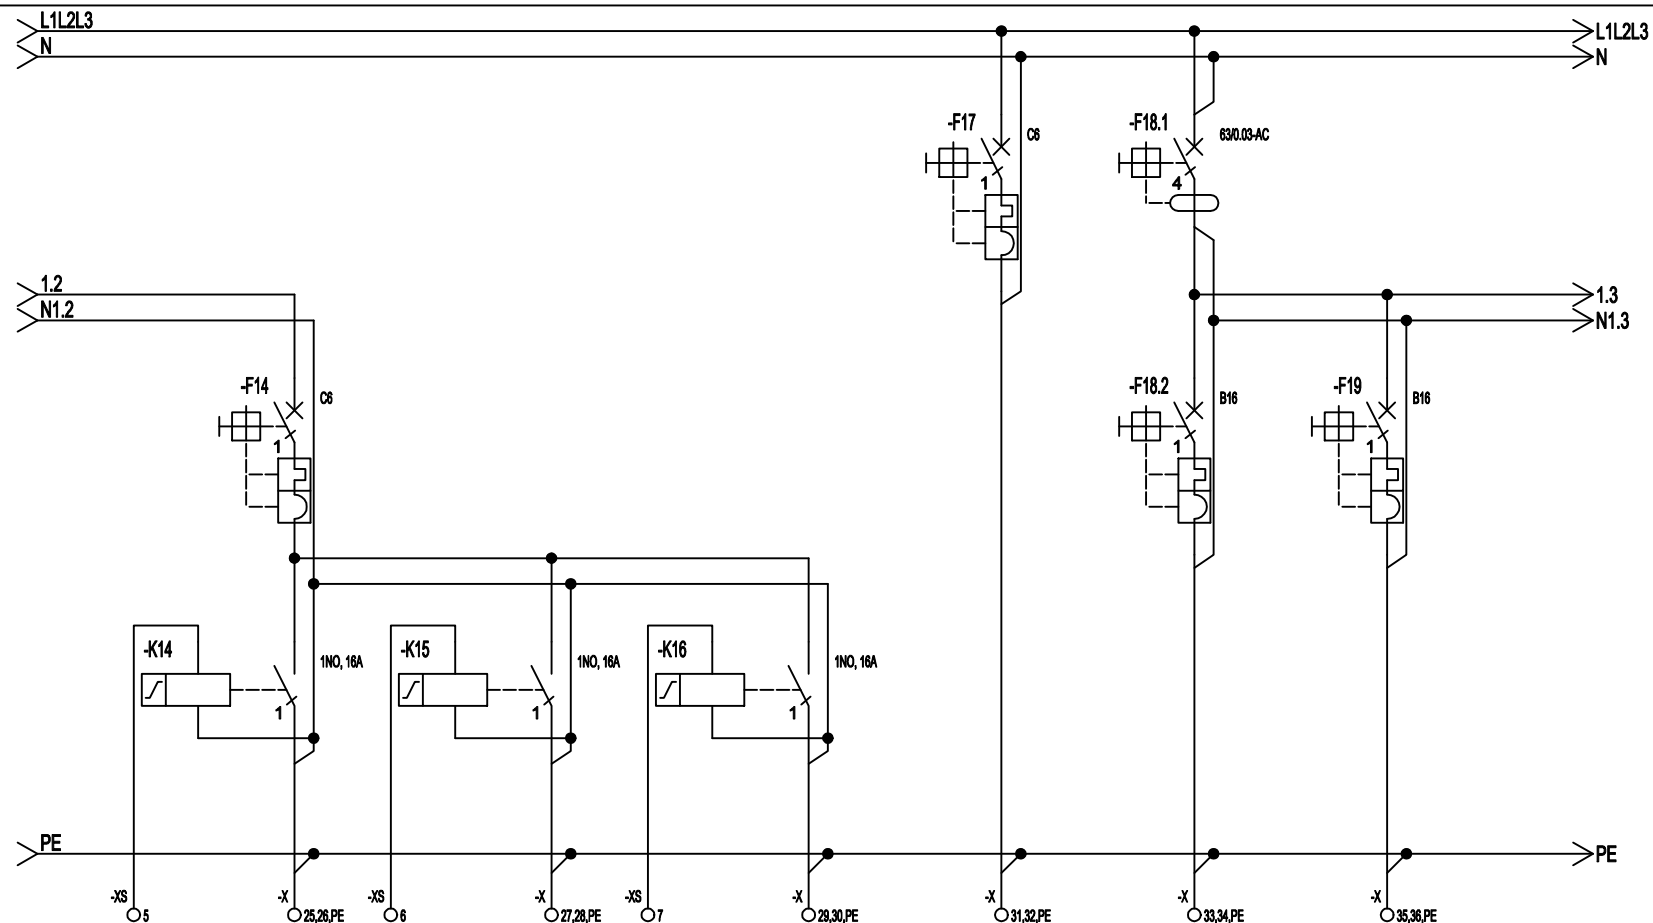 L1L2L3 L1L2L3
N N
-F17 C6 -F18.1 63/0.03-AC
1 4
1.2 1.3
N1.2 N1.3
-F14 C6 -F18.2 B16 -F19 B16
1 1 1
-K14 1NO, 16A -K15 1NO, 16A -K16 1NO, 16A
1 1 1
PE PE
-XS -X -XS -X -XS -X -X -X -X
5 25,26,PE 6 27,28,PE 7 29,30,PE 31,32,PE 33,34,PE 35,36,PE